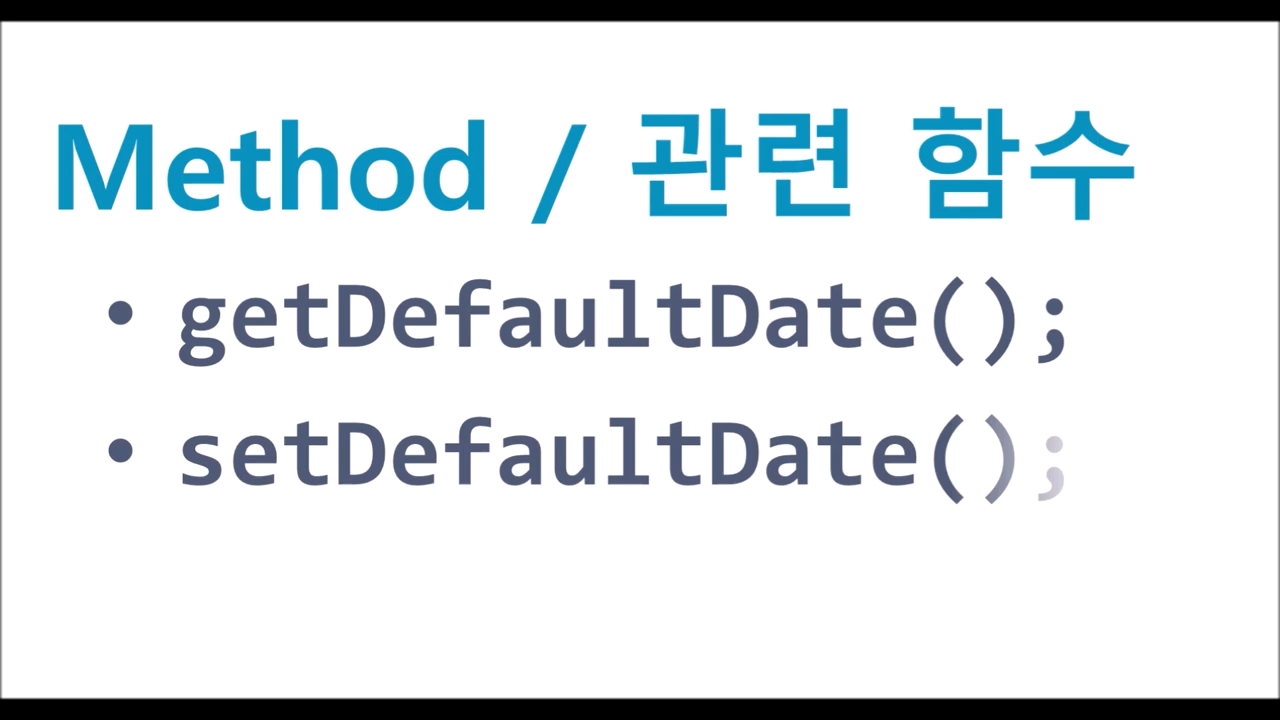 Method / 관련 함수
• getDefaultDate();
• setDefaultDate();